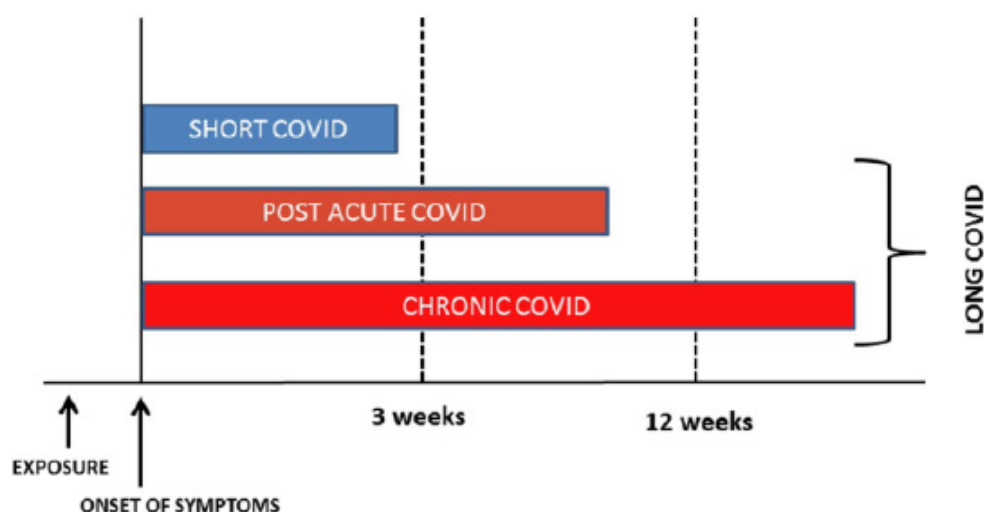 SHORT COVID
POST ACUTE COVID
CHRONIC COVID
LONG COVID
3 weeks
12 weeks
EXPOSURE
ONSET OF SYMPTOMS